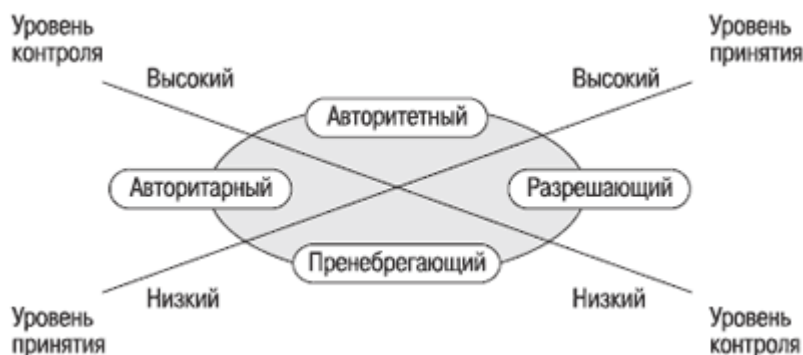 Уровень
контроля
Уровень
принятия
Высокий
Высокий
Авторитетный
Авторитарный
Разрешающий
Пренебрегающий
Низкий
Низкий
Уровень
принятия
Уровень
контроля